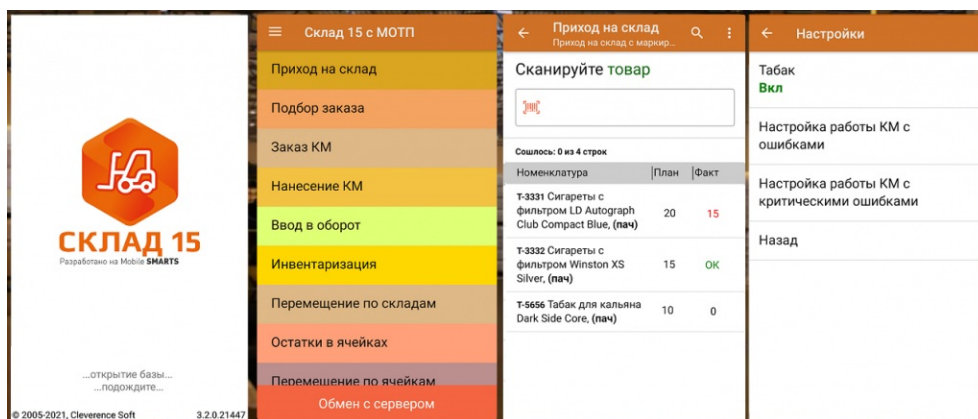 СКЛАД 15
Разработано на Mobile SMARTS
...открытие базы...
...подождите...
© 2005-2021, Cleverence Soft 3.2.0.21447
Склад 15 с МОТП
Приход на склад
Подбор заказа
Заказ КМ
Нанесение КМ
Ввод в оборот
Инвентаризация
Перемещение по складам
Остатки в ячейках
Перемещение по ячейкам
Обмен с сервером
Приход на склад
Приход на склад с маркир...
Сканируйте товар
Сошлось: 0 из 4 строк
Номенклатура План Факт
Т-3331 Сигареты с
фильтром LD Autograph
Club Compact Blue, (пач) 20 15
Т-3332 Сигареты с
фильтром Winston XS
Silver, (пач) 15 ОК
Т-5656 Табак для кальяна
Dark Side Core, (пач) 10 0
Настройки
Табак
Вкл
Настройка работы КМ с
ошибками
Настройка работы КМ с
критическими ошибками
Назад